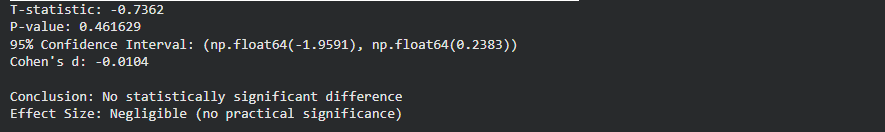 T-statistic: -0.7362
P-value: 0.461629
95% Confidence Interval: (np.float64(-1.9591), np.float64(0.2383))
Cohen's d: -0.0104
Conclusion: No statistically significant difference
Effect Size: Negligible (no practical significance)